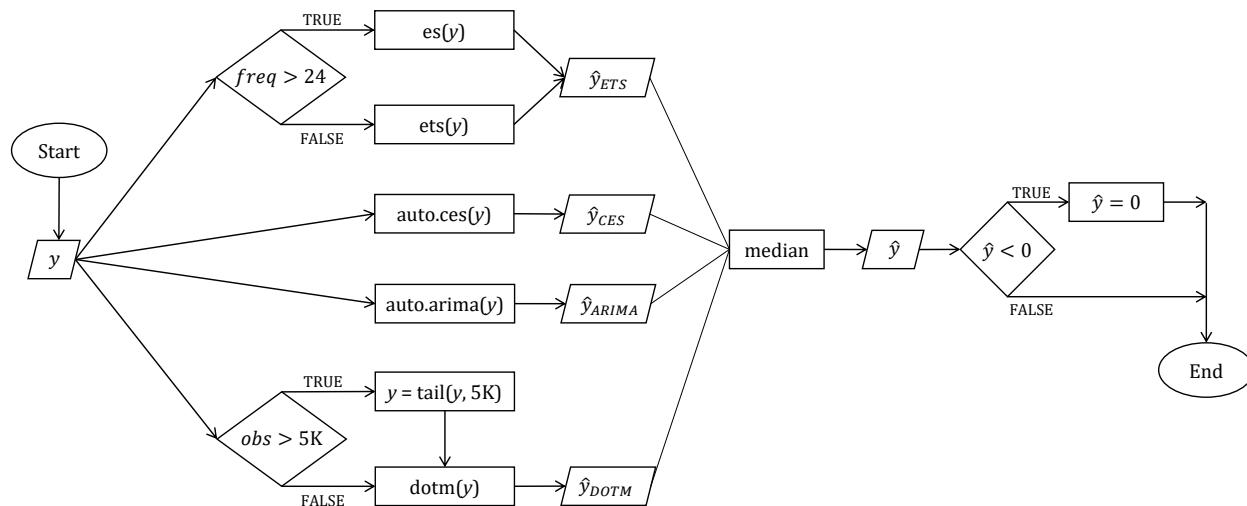 Start
y
freq > 24
TRUE
FALSE
es(y)
ets(y)
ŷ_ETS
auto.ces(y)
ŷ_CES
auto.arima(y)
ŷ_ARIMA
obs > 5K
TRUE
FALSE
y = tail(y, 5K)
dotm(y)
ŷ_DOTM
median
ŷ
ŷ < 0
TRUE
FALSE
ŷ = 0
End